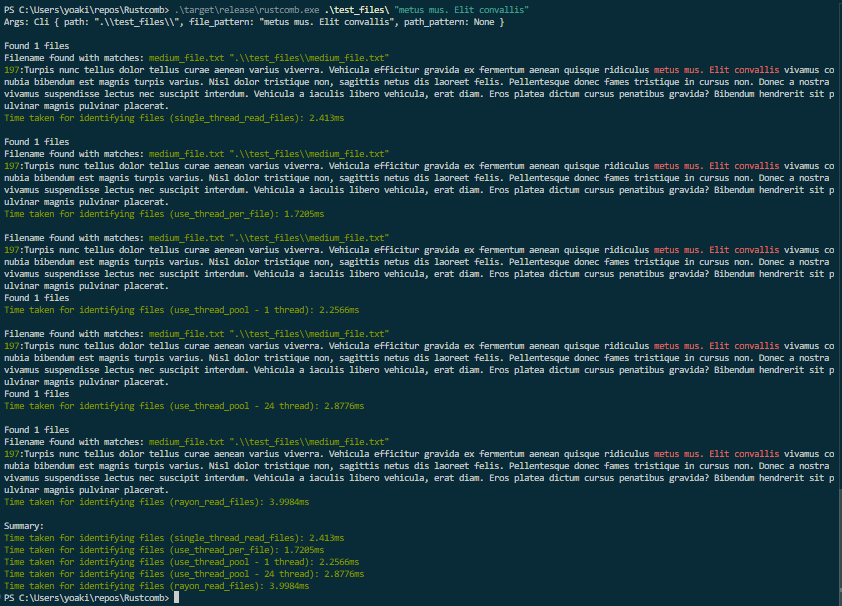 PS C:\Users\yoaki\repos\Rustcomb> .\target\release\rustcomb.exe .\test_files\ "metus mus. Elit convallis"
Args: Cli { path: ".\\test_files\\", file_pattern: "metus mus. Elit convallis", path_pattern: None }
Found 1 files
Filename found with matches: medium_file.txt ".\\test_files\\medium_file.txt"
197:Turpis nunc tellus dolor tellus curae aenean varius viverra. Vehicula efficitur gravida ex fermentum aenean quisque ridiculus metus mus. Elit convallis vivamus co
nubia bibendum est magnis turpis varius. Nisl dolor tristique non, sagittis netus dis laoreet felis. Pellentesque donec fames tristique in cursus non. Donec a nostra
vivamus suspendisse lectus nec suscipit interdum. Vehicula a iaculis libero vehicula, erat diam. Eros platea dictum cursus penatibus gravida? Bibendum hendrerit sit p
ulvinar magnis pulvinar placerat.
Time taken for identifying files (single_thread_read_files): 2.413ms
Found 1 files
Filename found with matches: medium_file.txt ".\\test_files\\medium_file.txt"
197:Turpis nunc tellus dolor tellus curae aenean varius viverra. Vehicula efficitur gravida ex fermentum aenean quisque ridiculus metus mus. Elit convallis vivamus co
nubia bibendum est magnis turpis varius. Nisl dolor tristique non, sagittis netus dis laoreet felis. Pellentesque donec fames tristique in cursus non. Donec a nostra
vivamus suspendisse lectus nec suscipit interdum. Vehicula a iaculis libero vehicula, erat diam. Eros platea dictum cursus penatibus gravida? Bibendum hendrerit sit p
ulvinar magnis pulvinar placerat.
Time taken for identifying files (use_thread_per_file): 1.7205ms
Filename found with matches: medium_file.txt ".\\test_files\\medium_file.txt"
197:Turpis nunc tellus dolor tellus curae aenean varius viverra. Vehicula efficitur gravida ex fermentum aenean quisque ridiculus metus mus. Elit convallis vivamus co
nubia bibendum est magnis turpis varius. Nisl dolor tristique non, sagittis netus dis laoreet felis. Pellentesque donec fames tristique in cursus non. Donec a nostra
vivamus suspendisse lectus nec suscipit interdum. Vehicula a iaculis libero vehicula, erat diam. Eros platea dictum cursus penatibus gravida? Bibendum hendrerit sit p
ulvinar magnis pulvinar placerat.
Found 1 files
Time taken for identifying files (use_thread_pool - 1 thread): 2.2566ms
Filename found with matches: medium_file.txt ".\\test_files\\medium_file.txt"
197:Turpis nunc tellus dolor tellus curae aenean varius viverra. Vehicula efficitur gravida ex fermentum aenean quisque ridiculus metus mus. Elit convallis vivamus co
nubia bibendum est magnis turpis varius. Nisl dolor tristique non, sagittis netus dis laoreet felis. Pellentesque donec fames tristique in cursus non. Donec a nostra
vivamus suspendisse lectus nec suscipit interdum. Vehicula a iaculis libero vehicula, erat diam. Eros platea dictum cursus penatibus gravida? Bibendum hendrerit sit p
ulvinar magnis pulvinar placerat.
Found 1 files
Time taken for identifying files (use_thread_pool - 24 thread): 2.8776ms
Found 1 files
Filename found with matches: medium_file.txt ".\\test_files\\medium_file.txt"
197:Turpis nunc tellus dolor tellus curae aenean varius viverra. Vehicula efficitur gravida ex fermentum aenean quisque ridiculus metus mus. Elit convallis vivamus co
nubia bibendum est magnis turpis varius. Nisl dolor tristique non, sagittis netus dis laoreet felis. Pellentesque donec fames tristique in cursus non. Donec a nostra
vivamus suspendisse lectus nec suscipit interdum. Vehicula a iaculis libero vehicula, erat diam. Eros platea dictum cursus penatibus gravida? Bibendum hendrerit sit p
ulvinar magnis pulvinar placerat.
Time taken for identifying files (rayon_read_files): 3.9984ms
Summary:
Time taken for identifying files (single_thread_read_files): 2.413ms
Time taken for identifying files (use_thread_per_file): 1.7205ms
Time taken for identifying files (use_thread_pool - 1 thread): 2.2566ms
Time taken for identifying files (use_thread_pool - 24 thread): 2.8776ms
Time taken for identifying files (rayon_read_files): 3.9984ms
PS C:\Users\yoaki\repos\Rustcomb>